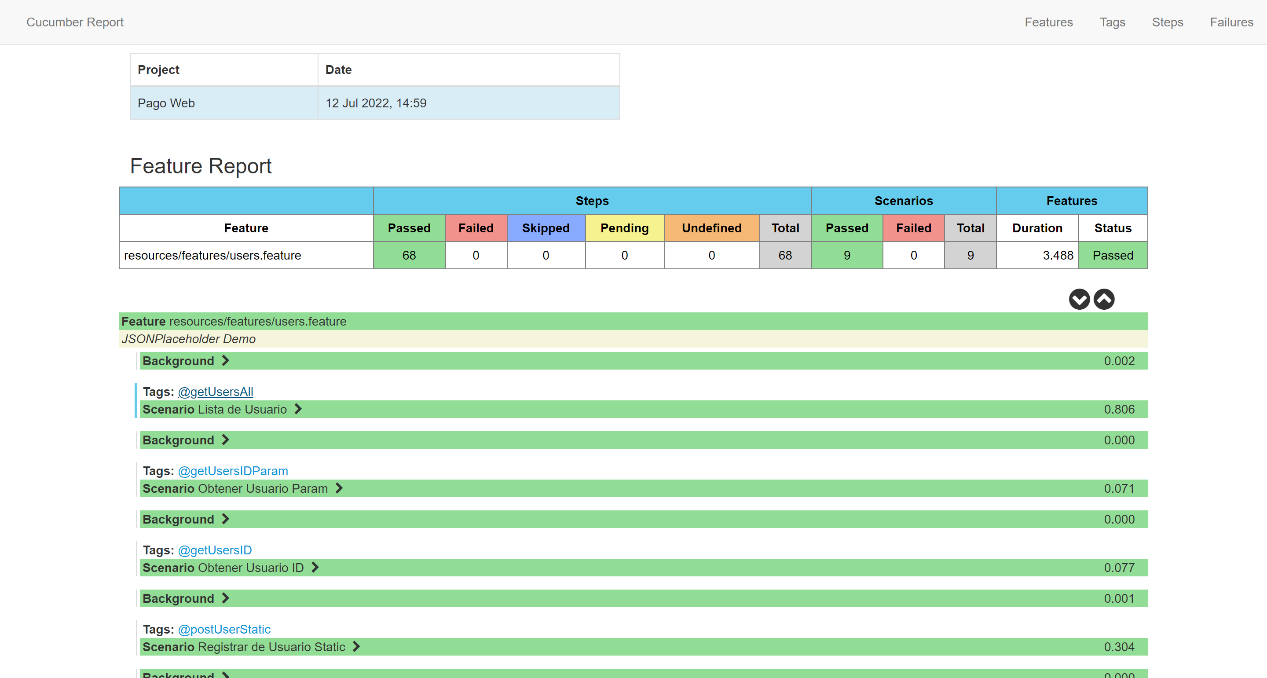 Cucumber Report Features Tags Steps Failures
Project Date
Pago Web 12 Jul 2022, 14:59
Feature Report
Steps Scenarios Features
Feature Passed Failed Skipped Pending Undefined Total Passed Failed Total Duration Status
resources/features/users.feature 68 0 0 0 0 68 9 0 9 3.488 Passed
Feature resources/features/users.feature
JSONPlaceholder Demo
Background 0.002
Tags: @getUsersAll
Scenario Lista de Usuario 0.806
Background 0.000
Tags: @getUsersIDParam
Scenario Obtener Usuario Param 0.071
Background 0.000
Tags: @getUsersID
Scenario Obtener Usuario ID 0.077
Background 0.001
Tags: @postUserStatic
Scenario Registrar de Usuario Static 0.304
Background 0.000